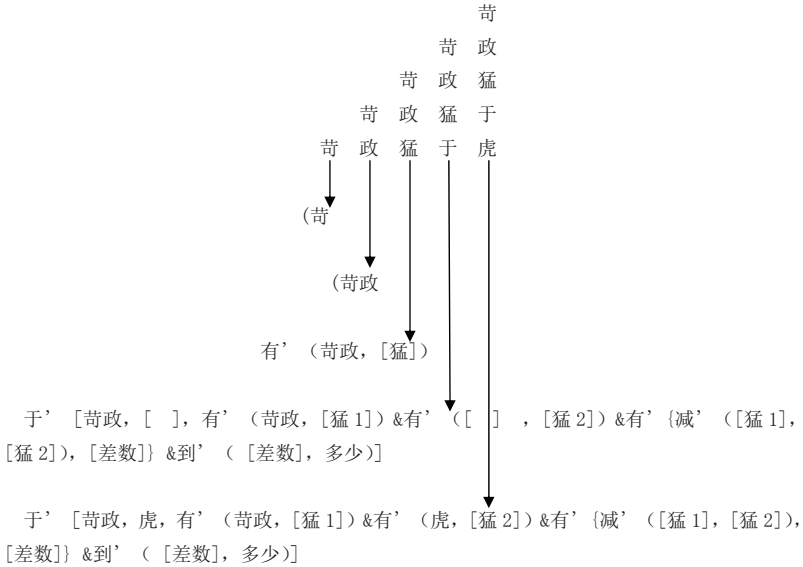 苛
苛 政
苛 政 猛
苛 政 猛 于
苛 政 猛 于 虎
(苛
(苛政
有’（苛政，[猛]）
于’[苛政，[ ]，有’（苛政，[猛 1]）&有’（[ ] ，[猛 2]）&有’{减’（[猛 1]，
[猛 2]），[差数]} &到’（ [差数]，多少）]
于’[苛政，虎，有’（苛政，[猛 1]）&有’（虎，[猛 2]）&有’{减’（[猛 1]，[猛 2]），
[差数]} &到’（ [差数]，多少）]